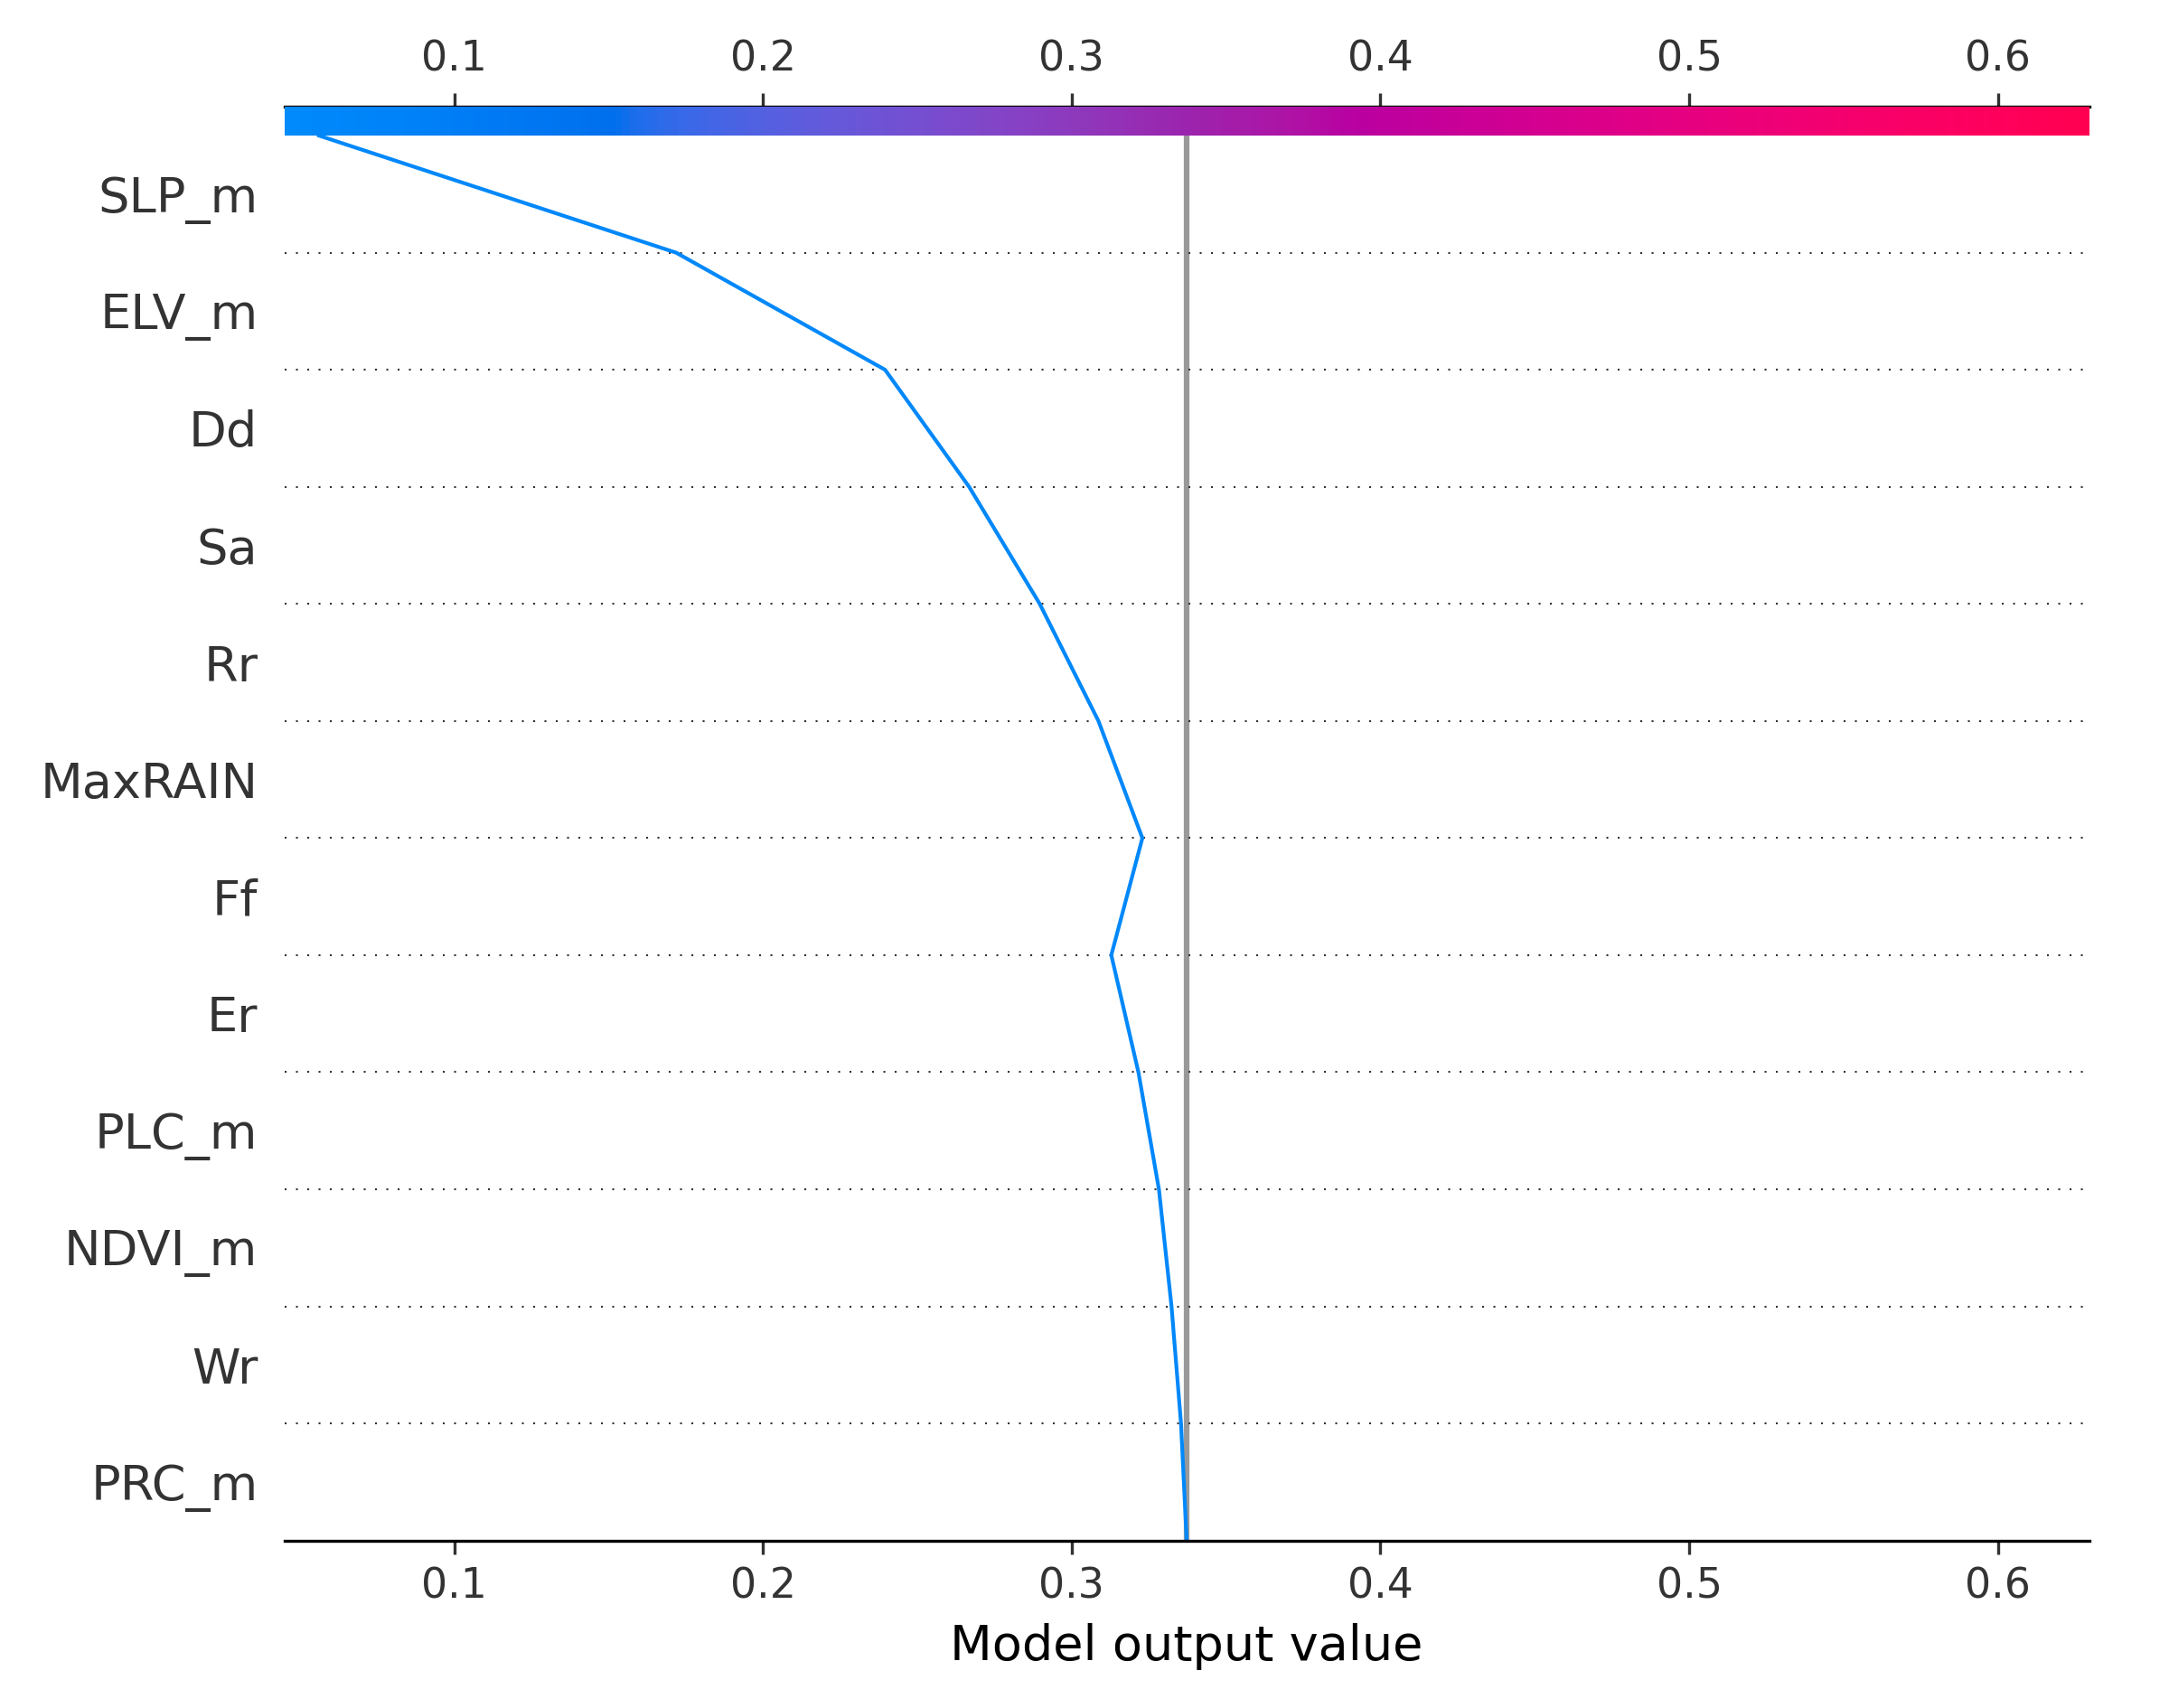 0.1 0.2 0.3 0.4 0.5 0.6
SLP_m
ELV_m
Dd
Sa
Rr
MaxRAIN
Ff
Er
PLC_m
NDVI_m
Wr
PRC_m
0.1 0.2 0.3 0.4 0.5 0.6
Model output value